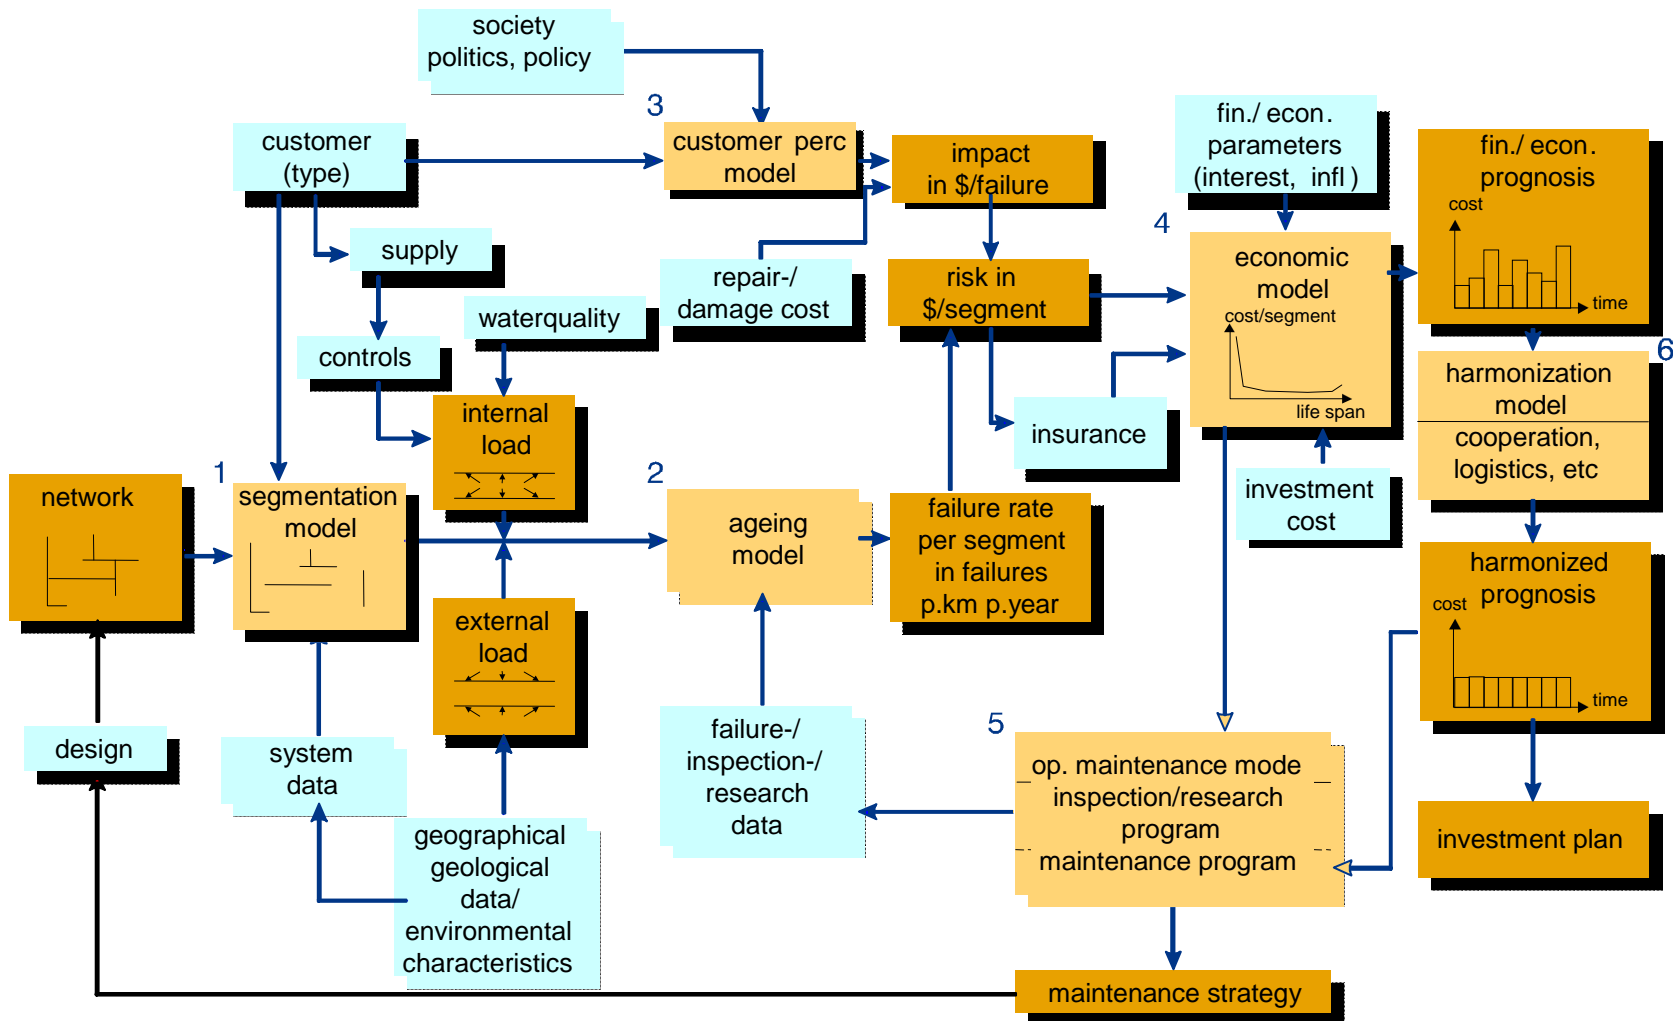 society
politics, policy
3
customer
(type)
customer perc
model
impact
in $/failure
fin./ econ.
parameters
(interest, infl )
fin./ econ.
prognosis
cost
time
supply
4
repair-/
damage cost
risk in
$/segment
economic
model
cost/segment
life span
waterquality
controls
6
harmonization
model
cooperation,
logistics, etc
internal
load
insurance
1
network
segmentation
model
2
ageing
model
failure rate
per segment
in failures
p.km p.year
investment
cost
harmonized
prognosis
cost
time
external
load
design
system
data
failure-/
inspection-/
research
data
5
op. maintenance mode
inspection/research
program
maintenance program
investment plan
geographical
geological
data/
environmental
characteristics
maintenance strategy